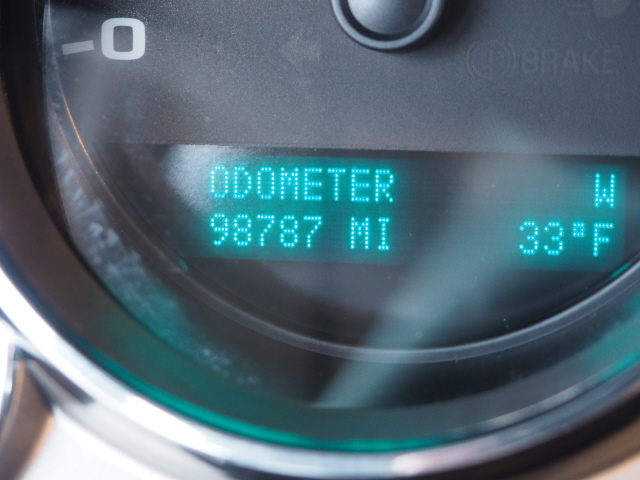 0
BRAKE
ODOMETER W
98787 MI 33°F